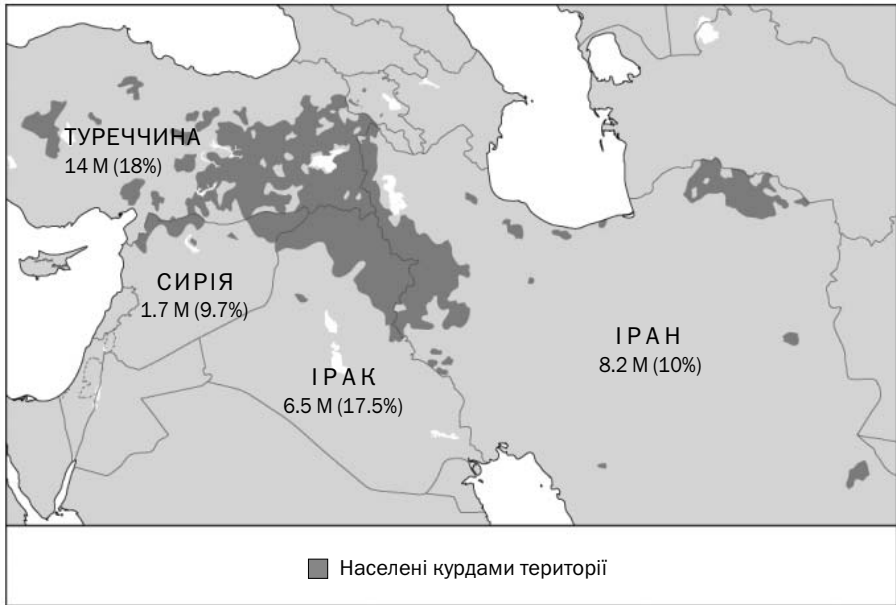 ТУРЕЧЧИНА
14 М (18%)
СИРІЯ
1.7 М (9.7%)
ІРАК
6.5 М (17.5%)
ІРАН
8.2 М (10%)
Населені курдами території